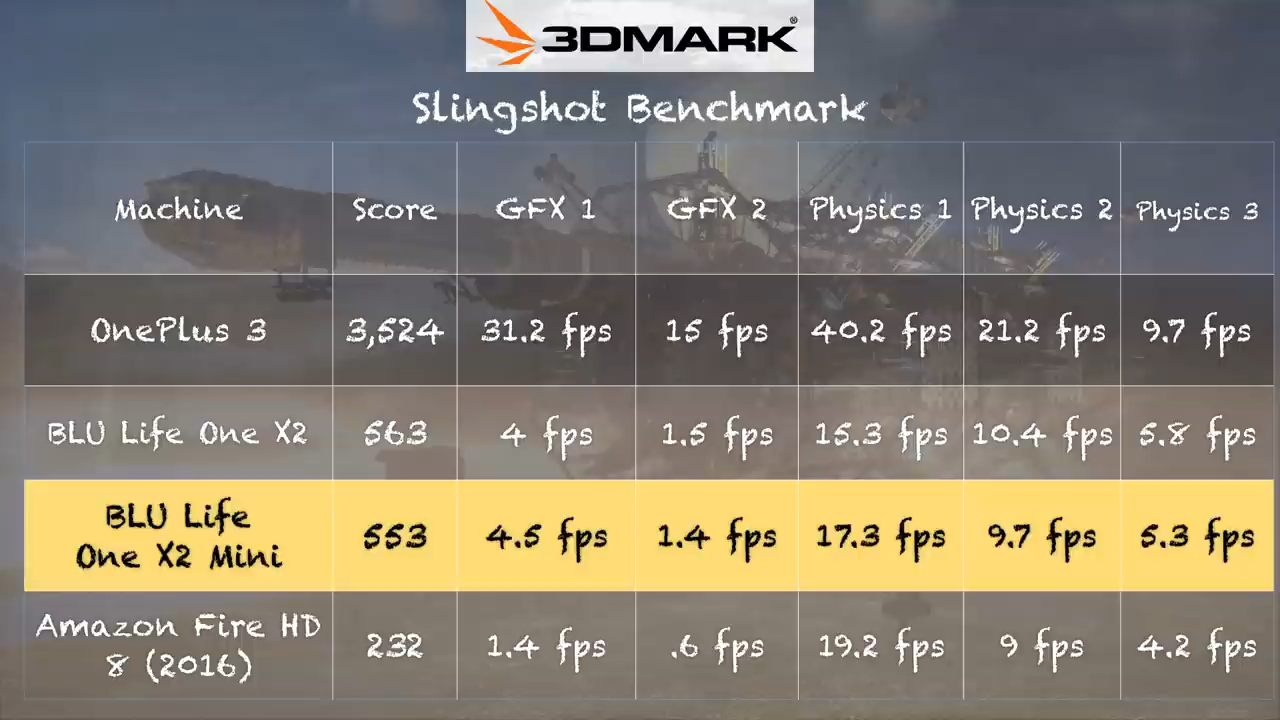 3DMARK®
Slingshot Benchmark
Machine Score GFX 1 GFX 2 Physics 1 Physics 2 Physics 3
OnePlus 3 3,524 31.2 fps 15 fps 40.2 fps 21.2 fps 9.7 fps
BLU Life One X2 563 4 fps 1.5 fps 15.3 fps 10.4 fps 5.8 fps
BLU Life
One X2 Mini 553 4.5 fps 1.4 fps 17.3 fps 9.7 fps 5.3 fps
Amazon Fire HD
8 (2016) 232 1.4 fps .6 fps 19.2 fps 9 fps 4.2 fps